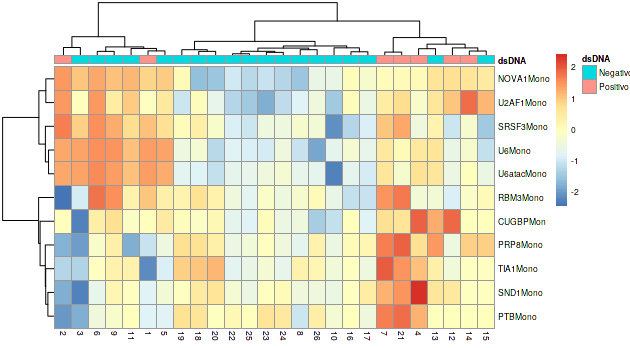 dsDNA
dsDNA
Negativo
Positivo
NOVA1Mono
U2AF1Mono
SRSF3Mono
U6Mono
U6atacMono
RBM3Mono
CUGBPMon
PRP8Mono
TIA1Mono
SND1Mono
PTBMono
2
1
0
-1
-2
2 3 6 9 11 1 5 19 18 20 22 25 23 24 8 26 10 16 17 7 21 4 13 12 14 15